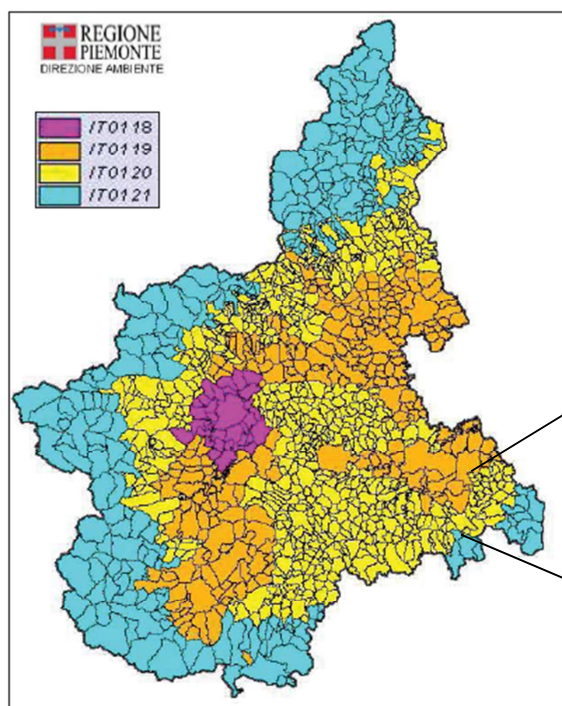 REGIONE
PIEMONTE
DIREZIONE AMBIENTE
IT0118
IT0119
IT0120
IT0121